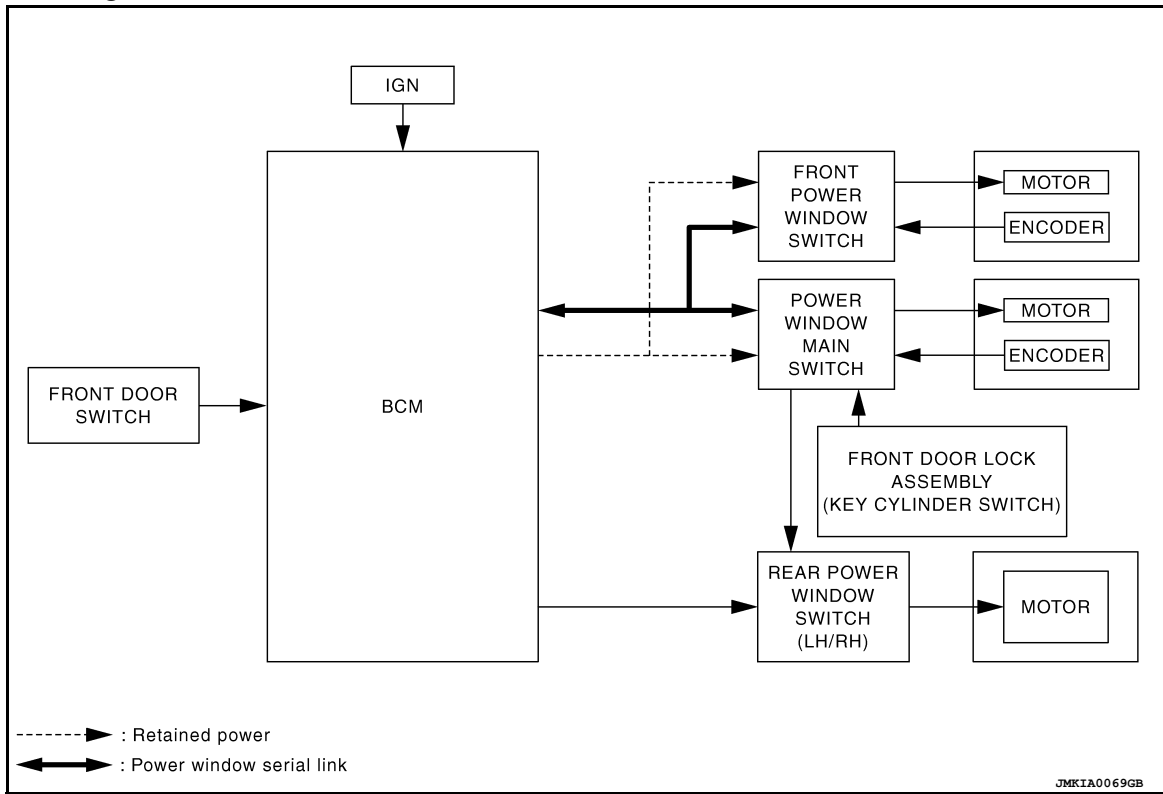 IGN
FRONT
POWER
WINDOW
SWITCH
MOTOR
ENCODER
POWER
WINDOW
MAIN
SWITCH
MOTOR
ENCODER
FRONT DOOR
SWITCH
BCM
FRONT DOOR LOCK
ASSEMBLY
(KEY CYLINDER SWITCH)
REAR POWER
WINDOW
SWITCH
(LH/RH)
MOTOR
: Retained power
: Power window serial link
JMKIA0069GB